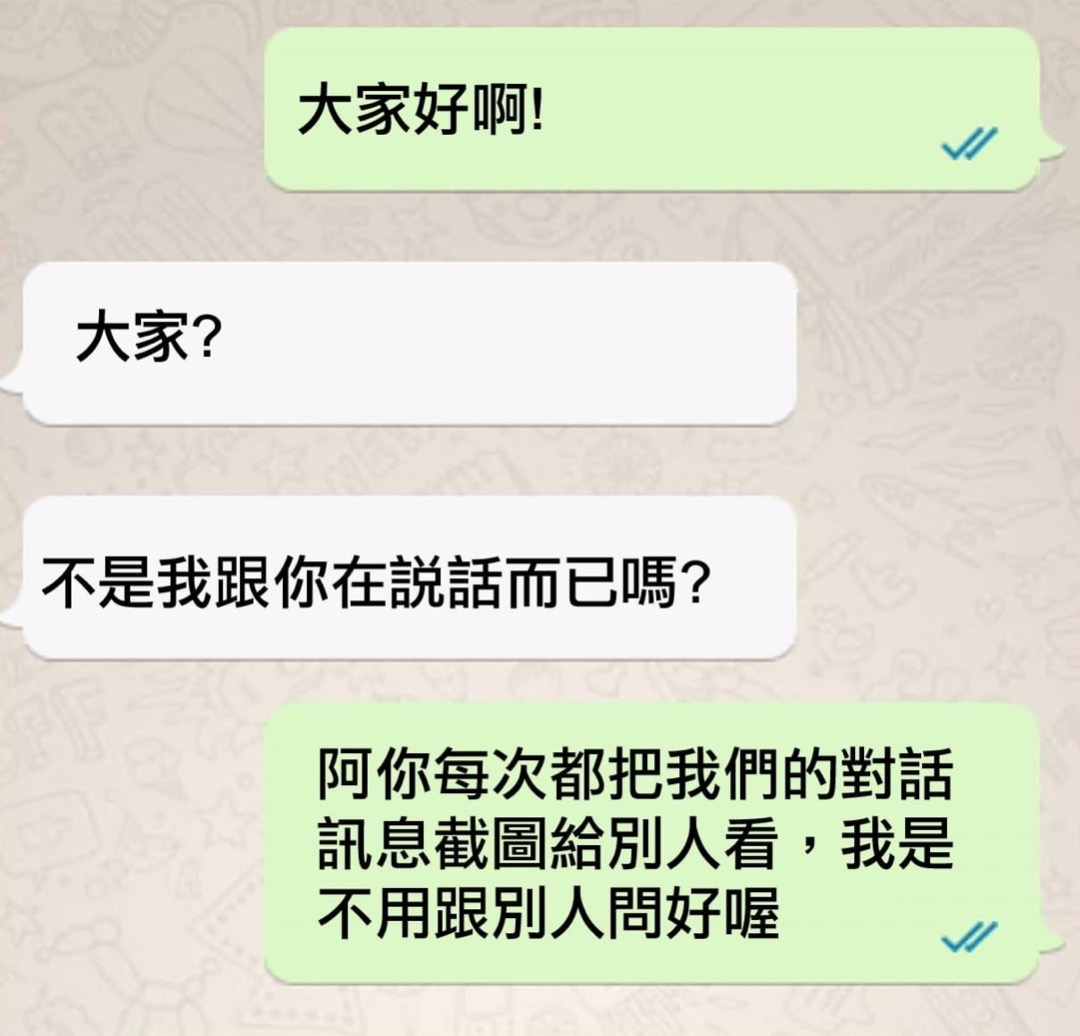 大家好啊!
大家?
不是我跟你在説話而已嗎?
阿你每次都把我們的對話
訊息截圖給別人看，我是
不用跟別人問好喔